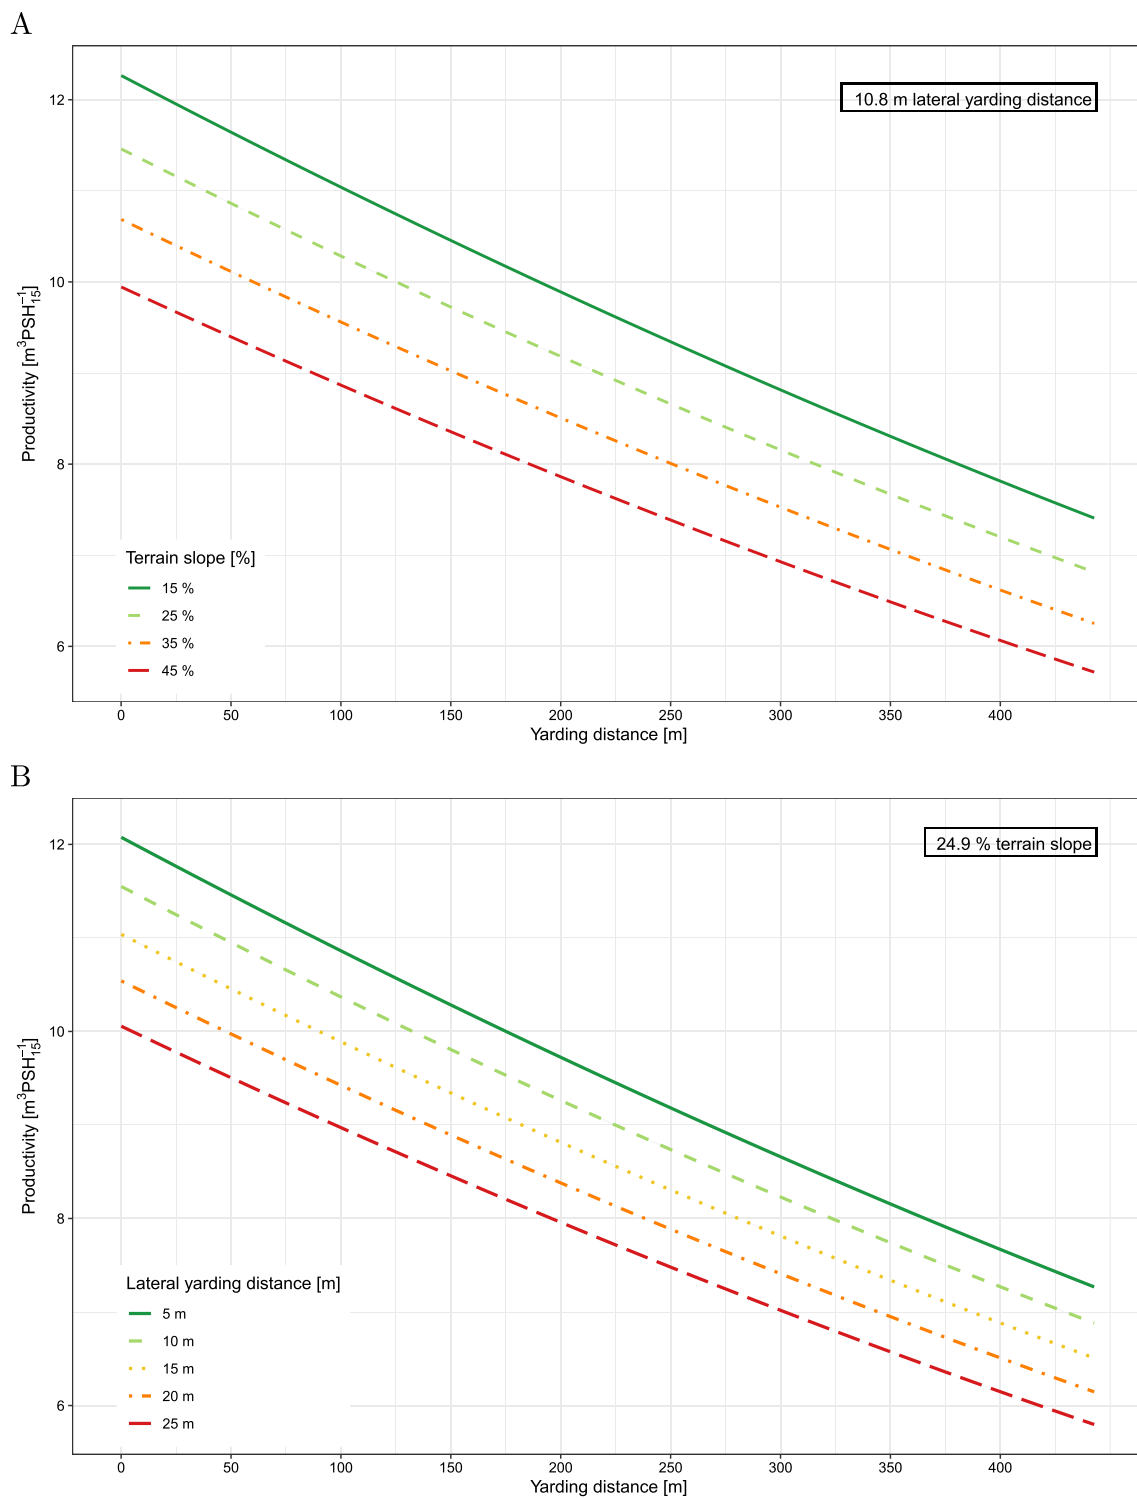 A
10.8 m lateral yarding distance
12
10
8
6
Productivity [m³PSH₁₅⁻¹]
Terrain slope [%]
15 %
25 %
35 %
45 %
0 50 100 150 200 250 300 350 400
Yarding distance [m]
B
24.9 % terrain slope
12
10
8
6
Productivity [m³PSH₁₅⁻¹]
Lateral yarding distance [m]
5 m
10 m
15 m
20 m
25 m
0 50 100 150 200 250 300 350 400
Yarding distance [m]